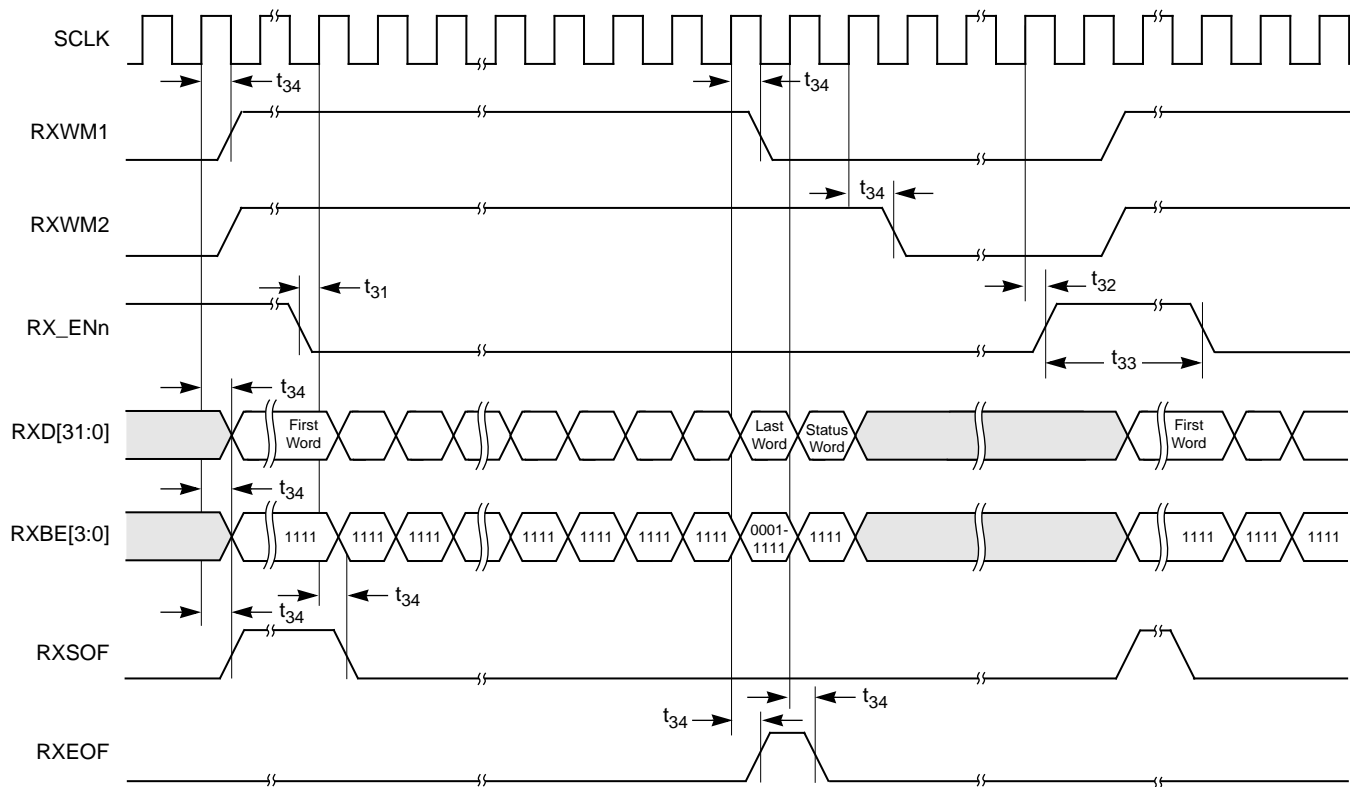 SCLK
t34
t34
RXWM1
t34
RXWM2
t31
t32
RX_ENn
t33
t34
RXD[31:0]
First Word
Last Word
Status Word
First Word
t34
RXBE[3:0]
1111
1111
1111
1111
1111
1111
1111
0001-1111
1111
1111
1111
1111
t34
t34
RXSOF
t34
t34
RXEOF